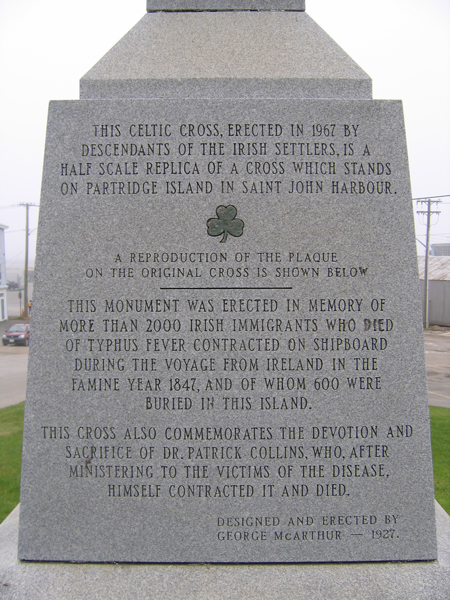 THIS CELTIC CROSS, ERECTED IN 1967 BY
DESCENDANTS OF THE IRISH SETTLERS, IS A
HALF SCALE REPLICA OF A CROSS WHICH STANDS
ON PARTRIDGE ISLAND IN SAINT JOHN HARBOUR.
A REPRODUCTION OF THE PLAQUE
ON THE ORIGINAL CROSS IS SHOWN BELOW
THIS MONUMENT WAS ERECTED IN MEMORY OF
MORE THAN 2000 IRISH IMMIGRANTS WHO DIED
OF TYPHUS FEVER CONTRACTED ON SHIPBOARD
DURING THE VOYAGE FROM IRELAND IN THE
FAMINE YEAR 1847, AND OF WHOM 600 WERE
BURIED IN THIS ISLAND.
THIS CROSS ALSO COMMEMORATES THE DEVOTION AND
SACRIFICE OF DR. PATRICK COLLINS, WHO, AFTER
MINISTERING TO THE VICTIMS OF THE DISEASE,
HIMSELF CONTRACTED IT AND DIED.
DESIGNED AND ERECTED BY
GEORGE McARTHUR — 1927.